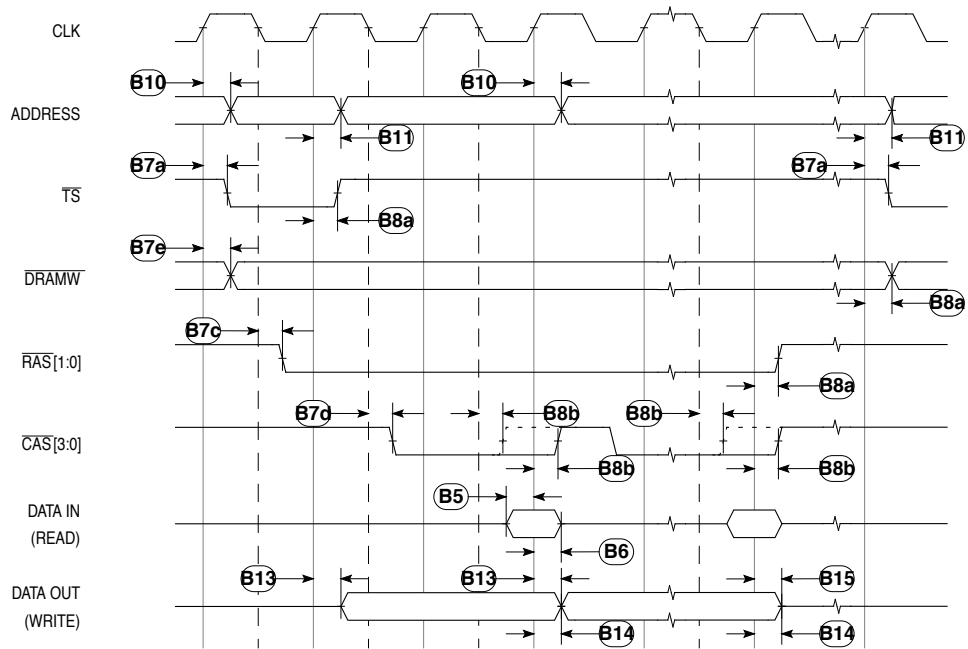 CLK
B10 B10
ADDRESS
B11 B11
B7a B7a
TS
B8a
B7e
DRAMW
B8a
B7c
RAS[1:0]
B8a
B7d B8b B8b
CAS[3:0]
B8b B8b
B5
DATA IN
(READ)
B6
B13 B13 B15
DATA OUT
(WRITE)
B14 B14